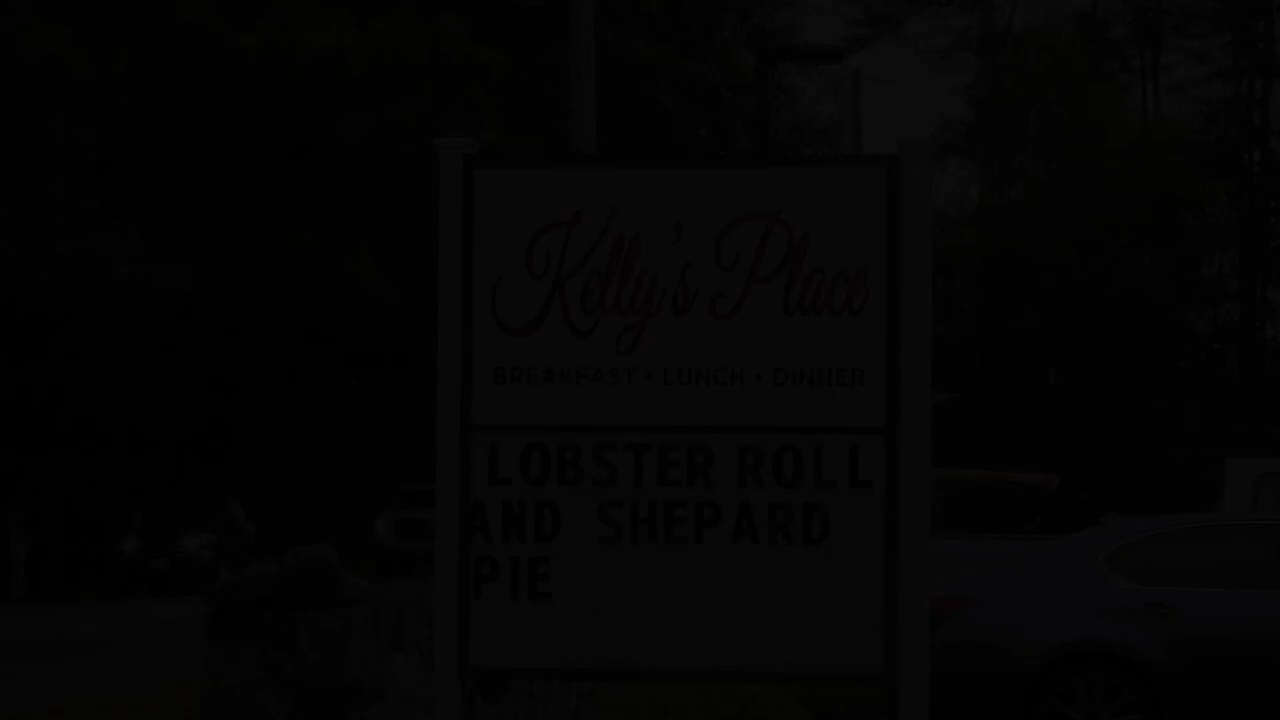 Kelly's Place
BREAKFAST • LUNCH • DINNER
LOBSTER ROLL
AND SHEPARD
PIE